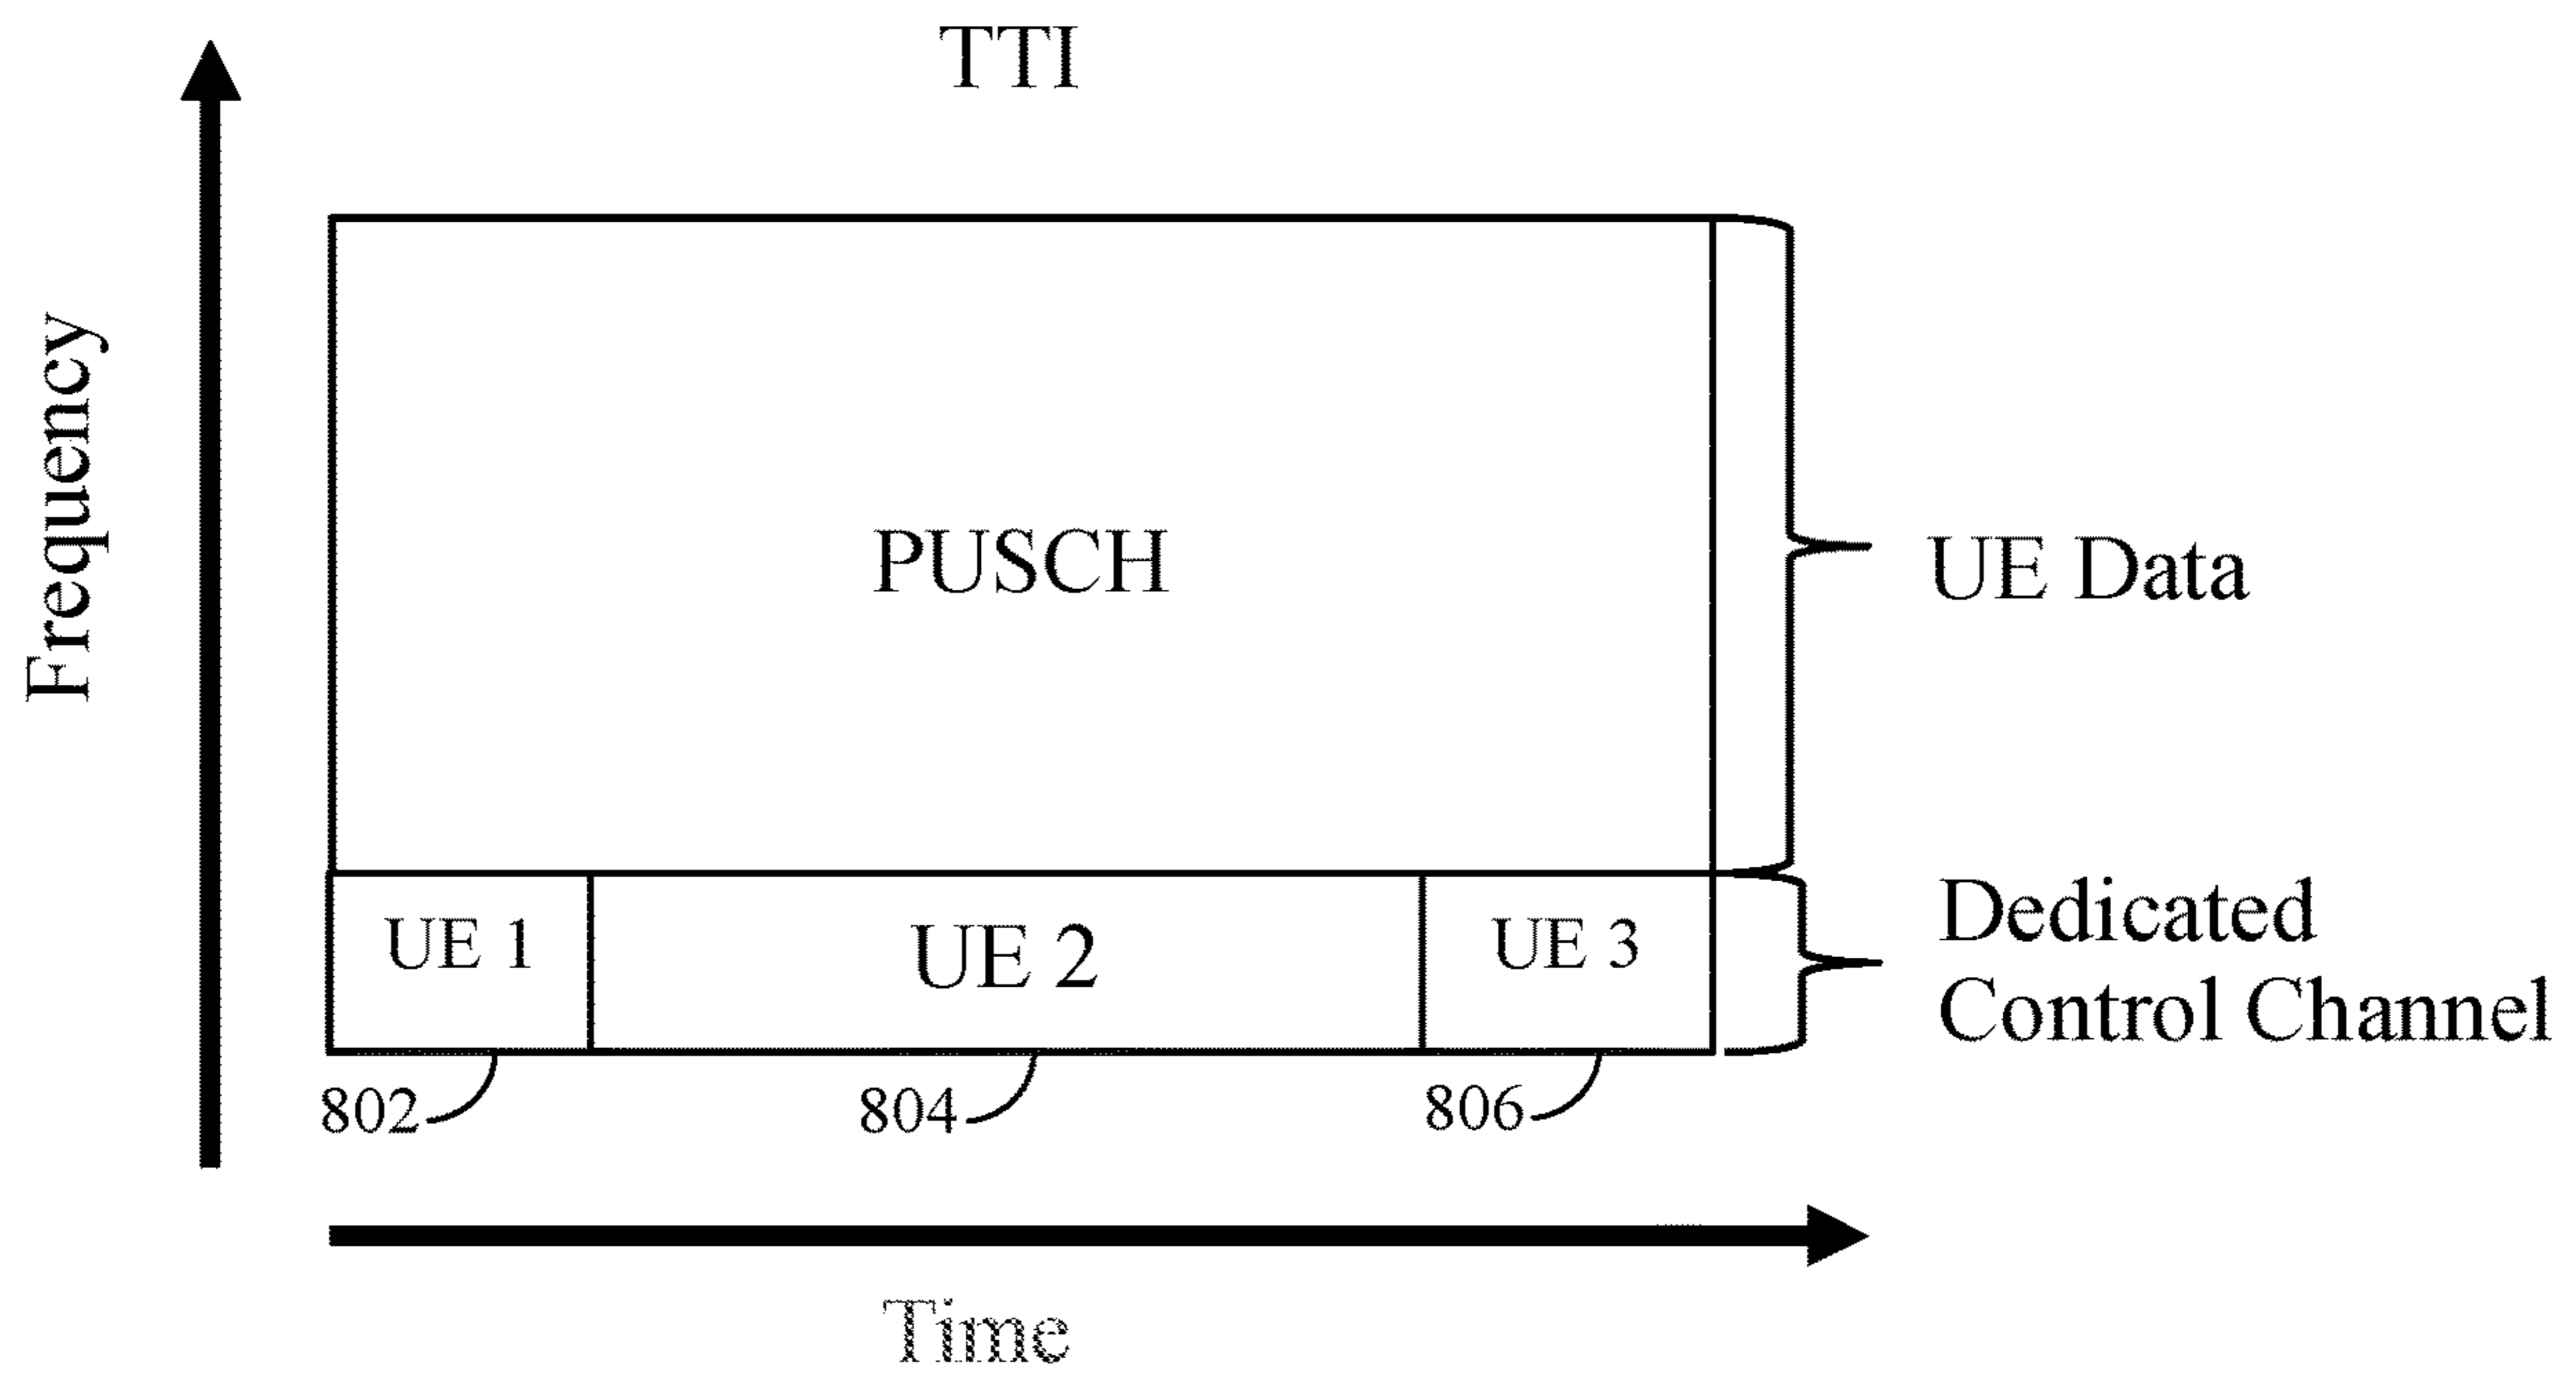 TTI
Frequency
PUSCH
UE Data
UE 1
UE 2
UE 3
Dedicated
Control Channel
802
804
806
Time